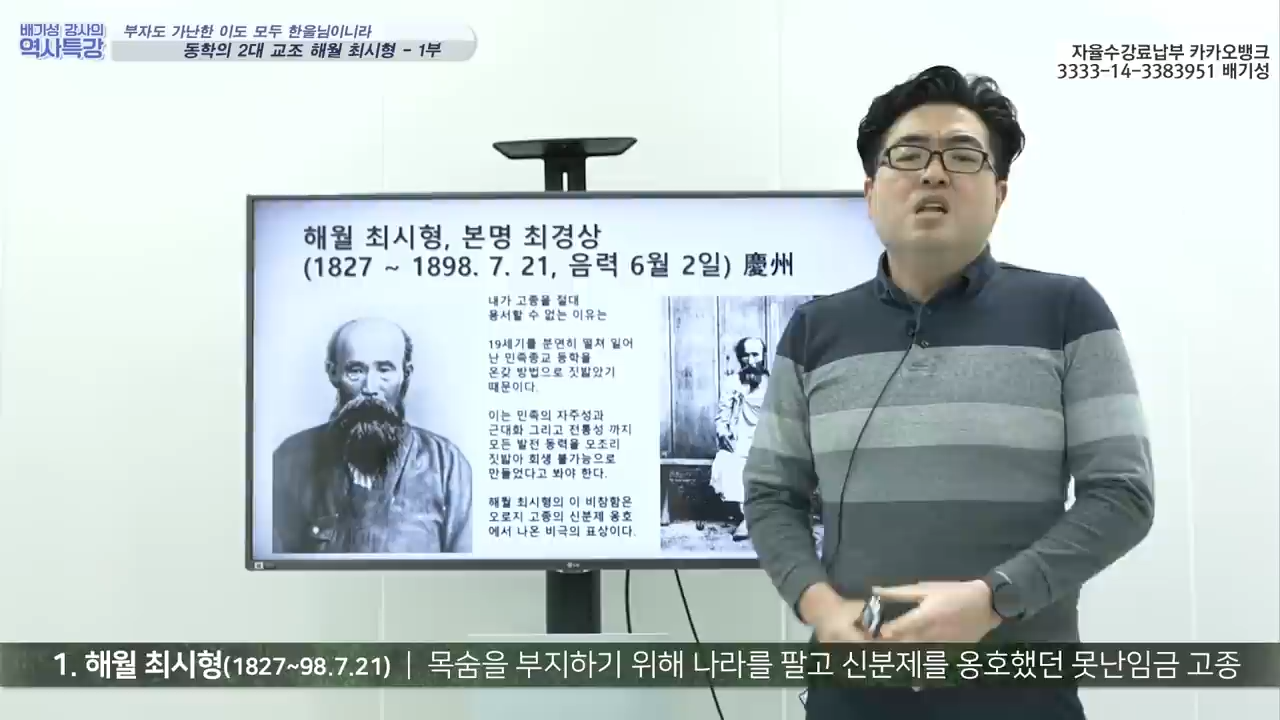 배기성 강사의
역사특강
부자도 가난한 이도 모두 한울님이니라
동학의 2대 교조 해월 최시형 - 1부
자율수강료납부 카카오뱅크
3333-14-3383951 배기성
해월 최시형, 본명 최경상
(1827 ~ 1898. 7. 21, 음력 6월 2일) 慶州
내가 고종을 절대
용서할 수 없는 이유는
19세기를 분연히 떨쳐 일어
난 민족종교 동학을
온갖 방법으로 짓밟았기
때문이다.
이는 민족의 자주성과
근대화 그리고 전통성 까지
모든 발전 동력을 모조리
짓밟아 회생 불가능으로
만들었다고 봐야 한다.
해월 최시형의 이 비참함은
오로지 고종의 신분제 옹호
에서 나온 비극의 표상이다.
LG
1. 해월 최시형(1827~98.7.21) | 목숨을 부지하기 위해 나라를 팔고 신분제를 옹호했던 못난임금 고종